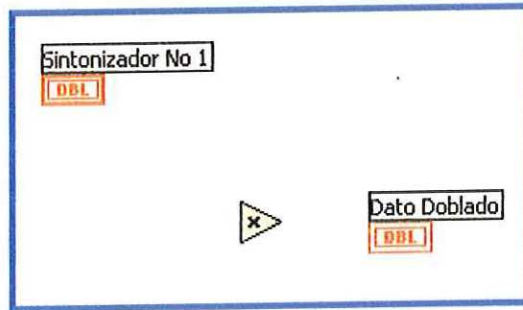 Sintonizador No 1
DBL
×
Dato Doblado
DBL